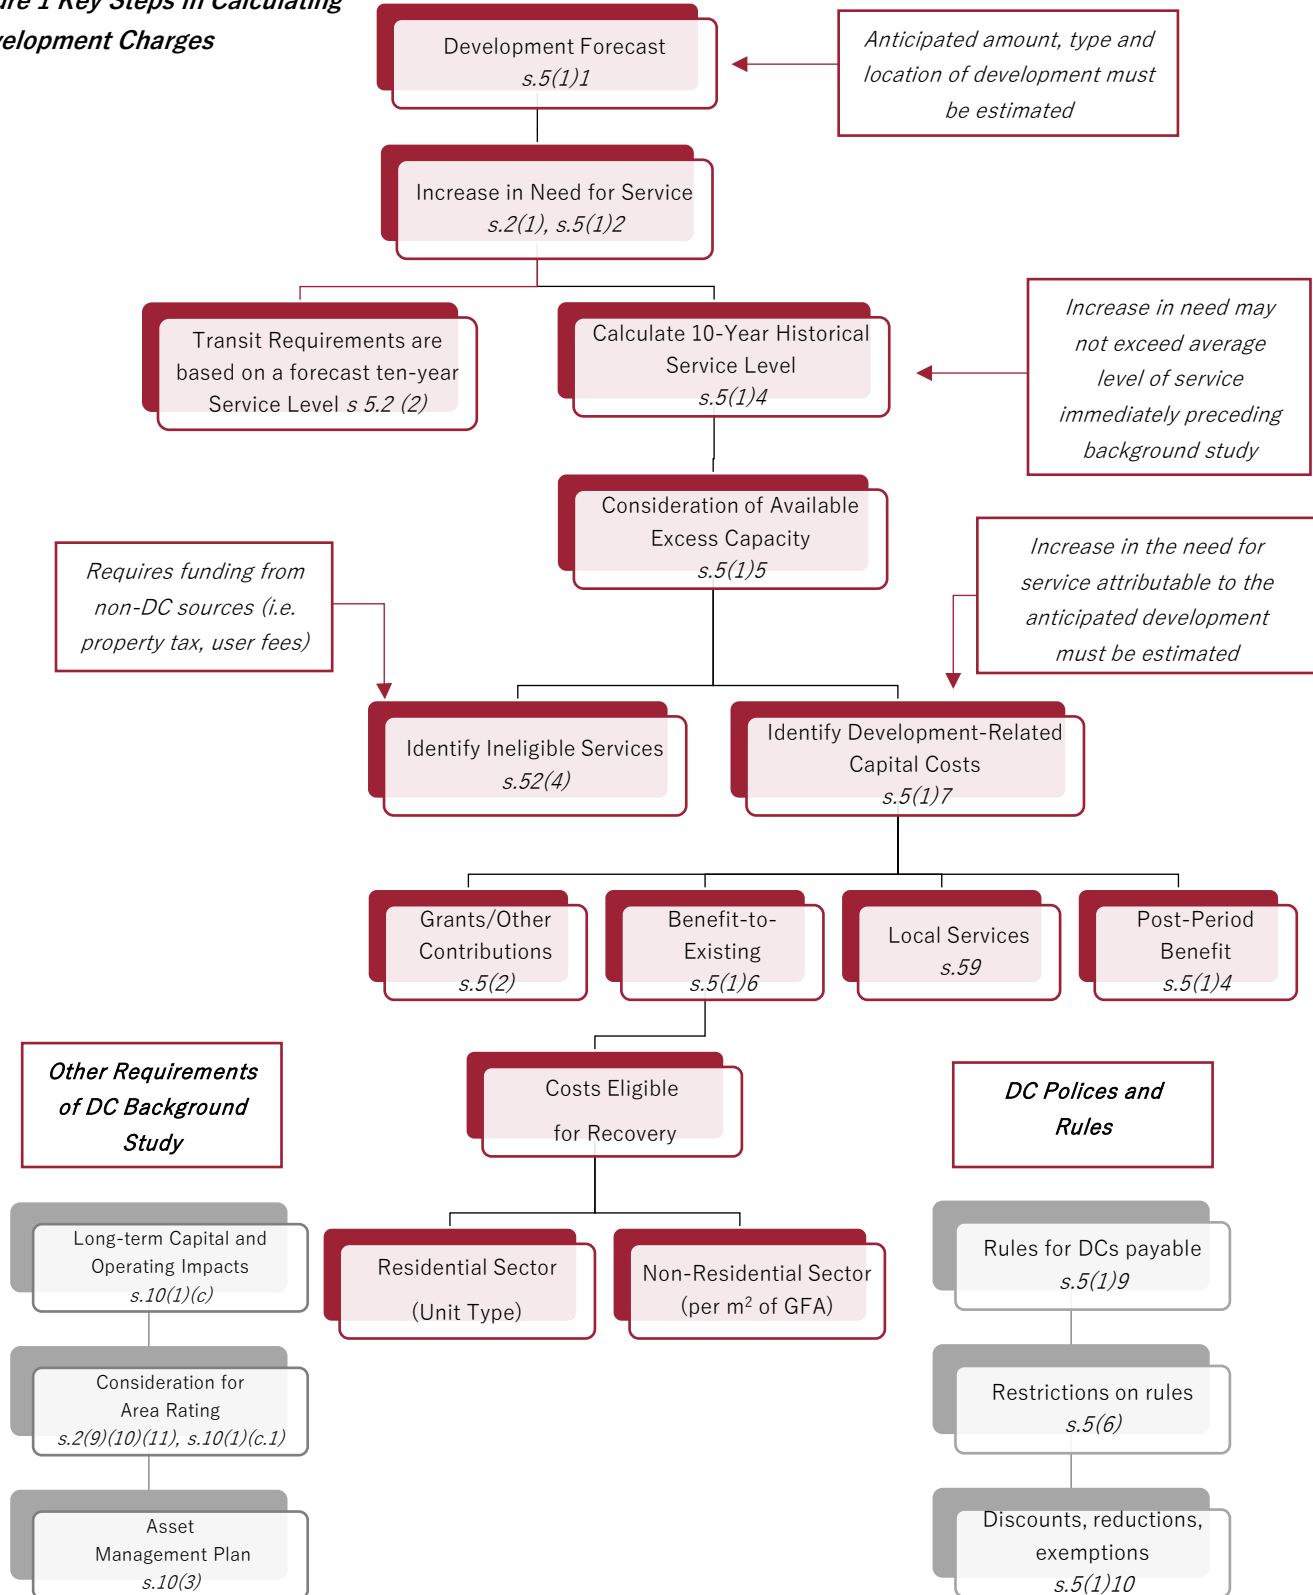 ure 1 Key Steps in Calculating
velopment Charges
Development Forecast
s.5(1)1
Anticipated amount, type and
location of development must
be estimated
Increase in Need for Service
s.2(1), s.5(1)2
Transit Requirements are
based on a forecast ten-year
Service Level s 5.2 (2)
Calculate 10-Year Historical
Service Level
s.5(1)4
Increase in need may
not exceed average
level of service
immediately preceding
background study
Consideration of Available
Excess Capacity
s.5(1)5
Requires funding from
non-DC sources (i.e.
property tax, user fees)
Increase in the need for
service attributable to the
anticipated development
must be estimated
Identify Ineligible Services
s.52(4)
Identify Development-Related
Capital Costs
s.5(1)7
Grants/Other
Contributions
s.5(2)
Benefit-to-
Existing
s.5(1)6
Local Services
s.59
Post-Period
Benefit
s.5(1)4
Other Requirements
of DC Background
Study
Costs Eligible
for Recovery
DC Polices and
Rules
Long-term Capital and
Operating Impacts
s.10(1)(c)
Residential Sector
(Unit Type)
Non-Residential Sector
(per m² of GFA)
Rules for DCs payable
s.5(1)9
Consideration for
Area Rating
s.2(9)(10)(11), s.10(1)(c.1)
Restrictions on rules
s.5(6)
Asset
Management Plan
s.10(3)
Discounts, reductions,
exemptions
s.5(1)10